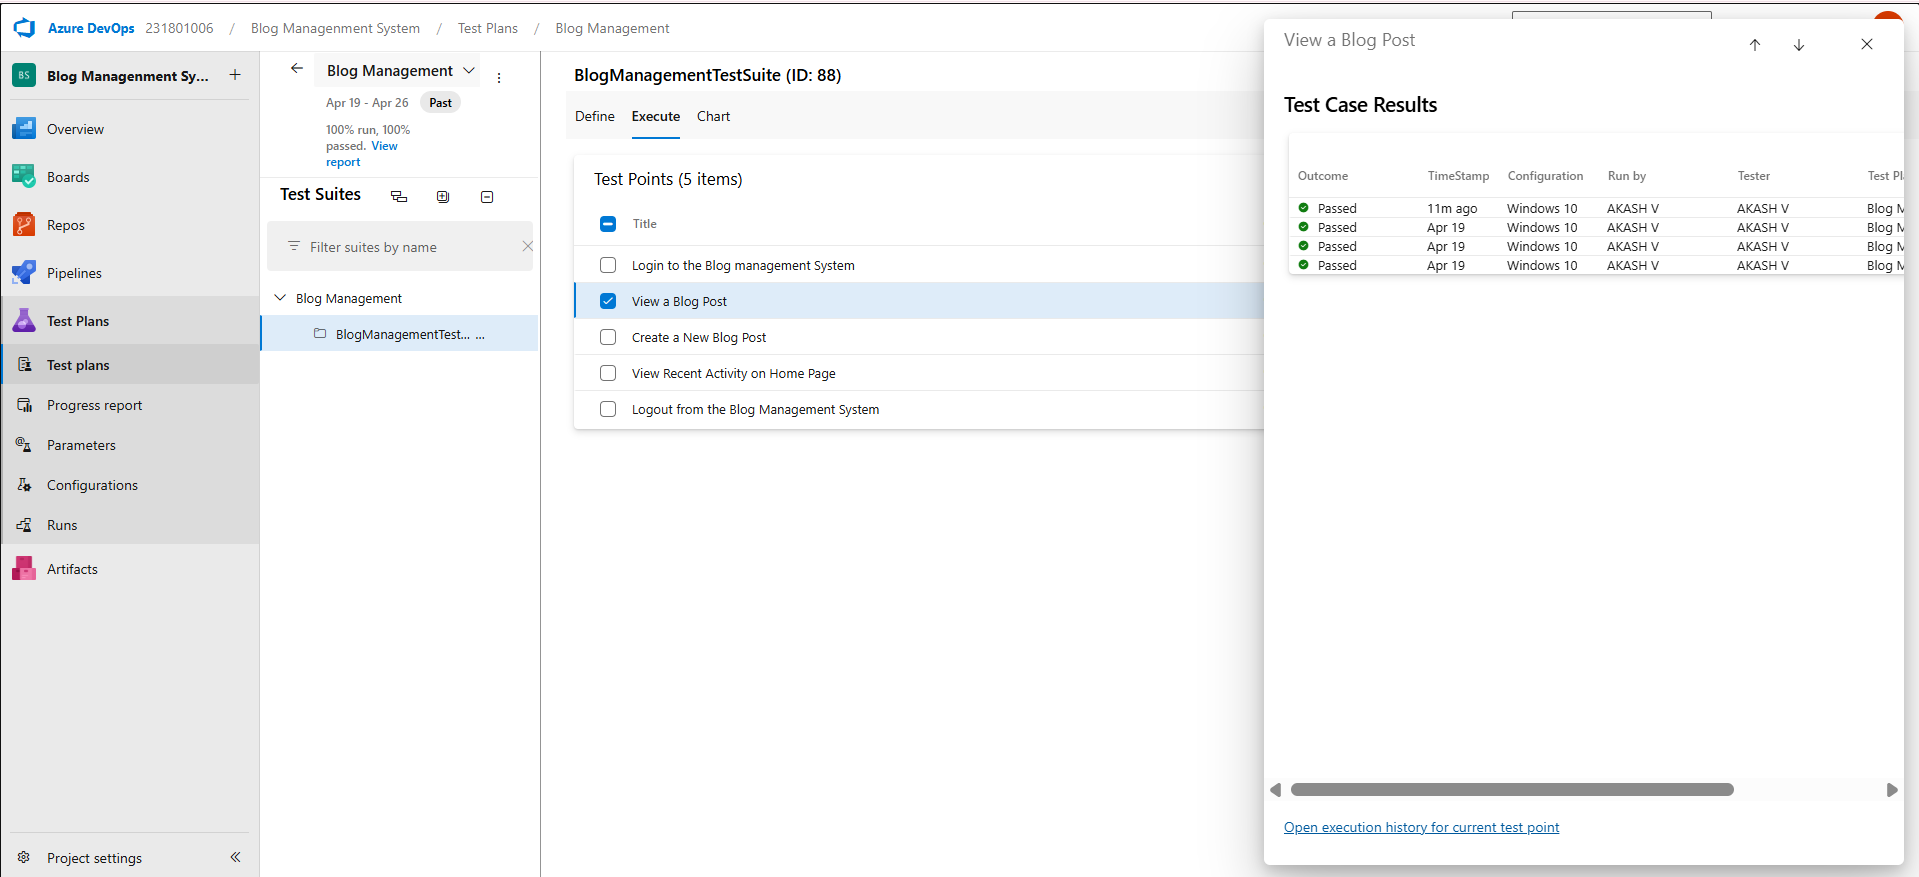 Azure DevOps 231801006 / Blog Managenment System / Test Plans / Blog Management
BS Blog Managenment Sy... +
Overview
Boards
Repos
Pipelines
Test Plans
Test plans
Progress report
Parameters
Configurations
Runs
Artifacts
Project settings
Blog Management
Apr 19 - Apr 26 Past
100% run, 100%
passed. View
report
Test Suites
Filter suites by name
Blog Management
BlogManagementTest... ...
BlogManagementTestSuite (ID: 88)
Define Execute Chart
Test Points (5 items)
Title
Login to the Blog management System
View a Blog Post
Create a New Blog Post
View Recent Activity on Home Page
Logout from the Blog Management System
View a Blog Post
Test Case Results
Outcome TimeStamp Configuration Run by Tester Test Pl
Passed 11m ago Windows 10 AKASH V AKASH V Blog M
Passed Apr 19 Windows 10 AKASH V AKASH V Blog M
Passed Apr 19 Windows 10 AKASH V AKASH V Blog M
Passed Apr 19 Windows 10 AKASH V AKASH V Blog M
Open execution history for current test point